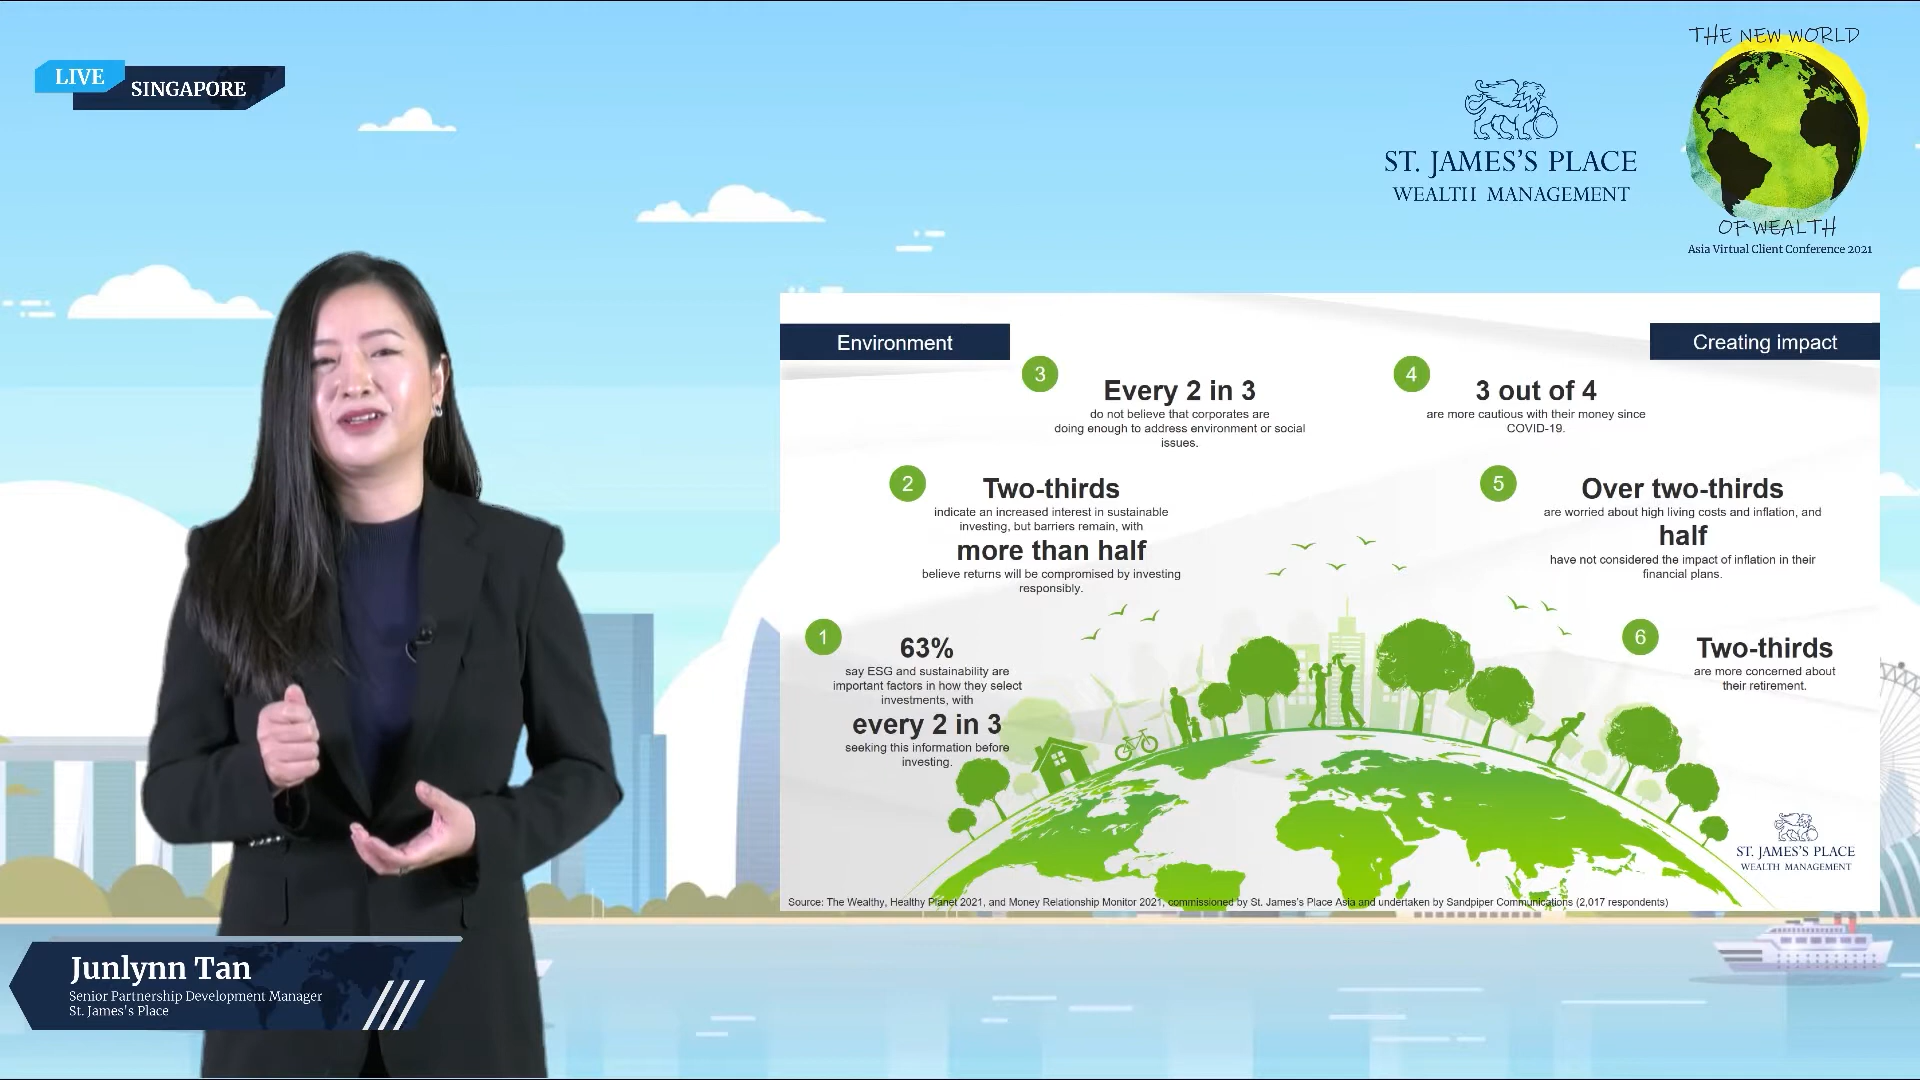 LIVE
SINGAPORE
ST. JAMES'S PLACE
WEALTH MANAGEMENT
THE NEW WORLD
OF WEALTH
Asia Virtual Client Conference 2021
Environment
Creating impact
3
Every 2 in 3
do not believe that corporates are
doing enough to address environment or social
issues.
4
3 out of 4
are more cautious with their money since
COVID-19.
2
Two-thirds
indicate an increased interest in sustainable
investing, but barriers remain, with
more than half
believe returns will be compromised by investing
responsibly.
5
Over two-thirds
are worried about high living costs and inflation, and
half
have not considered the impact of inflation in their
financial plans.
1
63%
say ESG and sustainability are
important factors in how they select
investments, with
every 2 in 3
seeking this information before
investing.
6
Two-thirds
are more concerned about
their retirement.
ST. JAMES'S PLACE
WEALTH MANAGEMENT
Source: The Wealthy, Healthy Planet 2021, and Money Relationship Monitor 2021, commissioned by St. James's Place Asia and undertaken by Sandpiper Communications (2,017 respondents)
Junlynn Tan
Senior Partnership Development Manager
St. James's Place